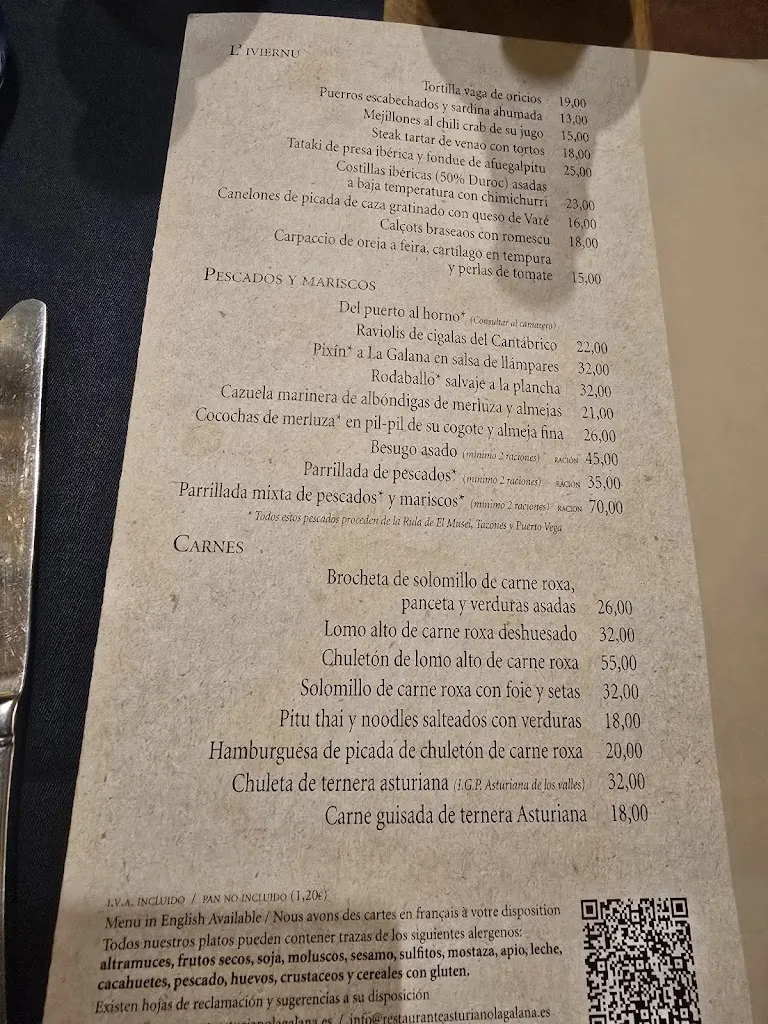 L' IVIERNU
Tortilla vaga de oricios 19,00
Puerros escabechados y sardina ahumada 13,00
Mejillones al chili crab de su jugo 15,00
Steak tartar de venao con tortos 18,00
Tataki de presa ibérica y fondue de afuegalpitu 25,00
Costillas ibéricas (50% Duroc) asadas
a baja temperatura con chimichurri 23,00
Canelones de picada de caza gratinado con queso de Varé 16,00
Calçots braseaos con romescu 18,00
Carpaccio de oreja a feira, cartílago en tempura
y perlas de tomate 15,00
PESCADOS Y MARISCOS
Del puerto al horno* (Consultar al camarero)
Raviolis de cigalas del Cantábrico 22,00
Pixín* a La Galana en salsa de llámpares 32,00
Rodaballo* salvaje a la plancha 32,00
Cazuela marinera de albóndigas de merluza y almejas 21,00
Cocochas de merluza* en pil-pil de su cogote y almeja fina 26,00
Besugo asado (mínimo 2 raciones) RACIÓN 45,00
Parrillada de pescados* (mínimo 2 raciones) RACIÓN 35,00
Parrillada mixta de pescados* y mariscos* (mínimo 2 raciones) RACIÓN 70,00
* Todos estos pescados proceden de la Rula de El Musel, Tazones y Puerto Vega
CARNES
Brocheta de solomillo de carne roxa,
panceta y verduras asadas 26,00
Lomo alto de carne roxa deshuesado 32,00
Chuletón de lomo alto de carne roxa 55,00
Solomillo de carne roxa con foie y setas 32,00
Pitu thai y noodles salteados con verduras 18,00
Hamburguesa de picada de chuletón de carne roxa 20,00
Chuleta de ternera asturiana (I.G.P. Asturiana de los valles) 32,00
Carne guisada de ternera Asturiana 18,00
I.V.A. INCLUIDO / PAN NO INCLUIDO (1,20€)
Menu in English Available / Nous avons des cartes en français à votre disposition
Todos nuestros platos pueden contener trazas de los siguientes alergenos:
altramuces, frutos secos, soja, moluscos, sesamo, sulfitos, mostaza, apio, leche,
cacahuetes, pescado, huevos, crustaceos y cereales con gluten.
Existen hojas de reclamación y sugerencias a su disposición
/ info@restauranteasturianolagalana.es